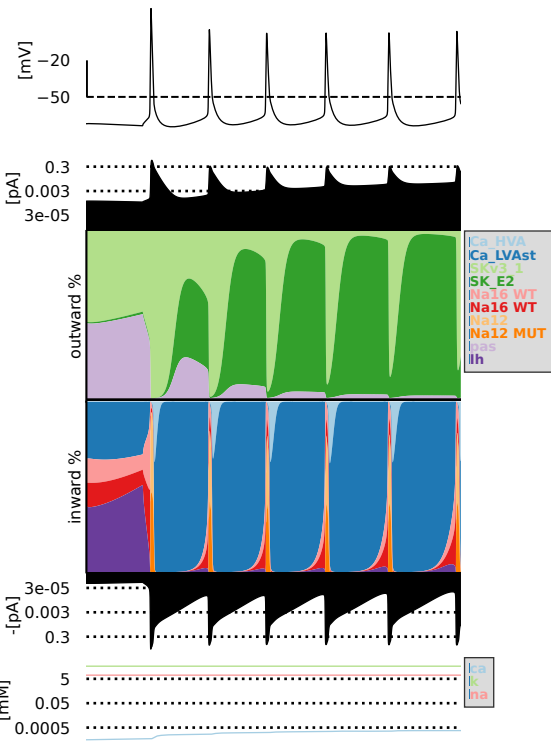 [mV]
−20
−50
[pA]
0.3
0.003
3e-05
outward %
Ca_HVA
Ca_LVAst
SKv3_1
SK_E2
Na16 WT
Na16 WT
Na12
Na12 MUT
pas
Ih
inward %
-[pA]
3e-05
0.003
0.3
[mM]
5
0.05
0.0005
ca
k
na